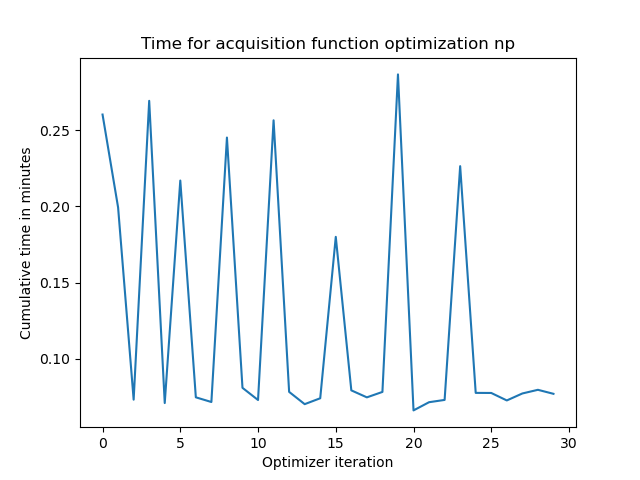 Time for acquisition function optimization np
Cumulative time in minutes
0.25
0.20
0.15
0.10
0 5 10 15 20 25 30
Optimizer iteration